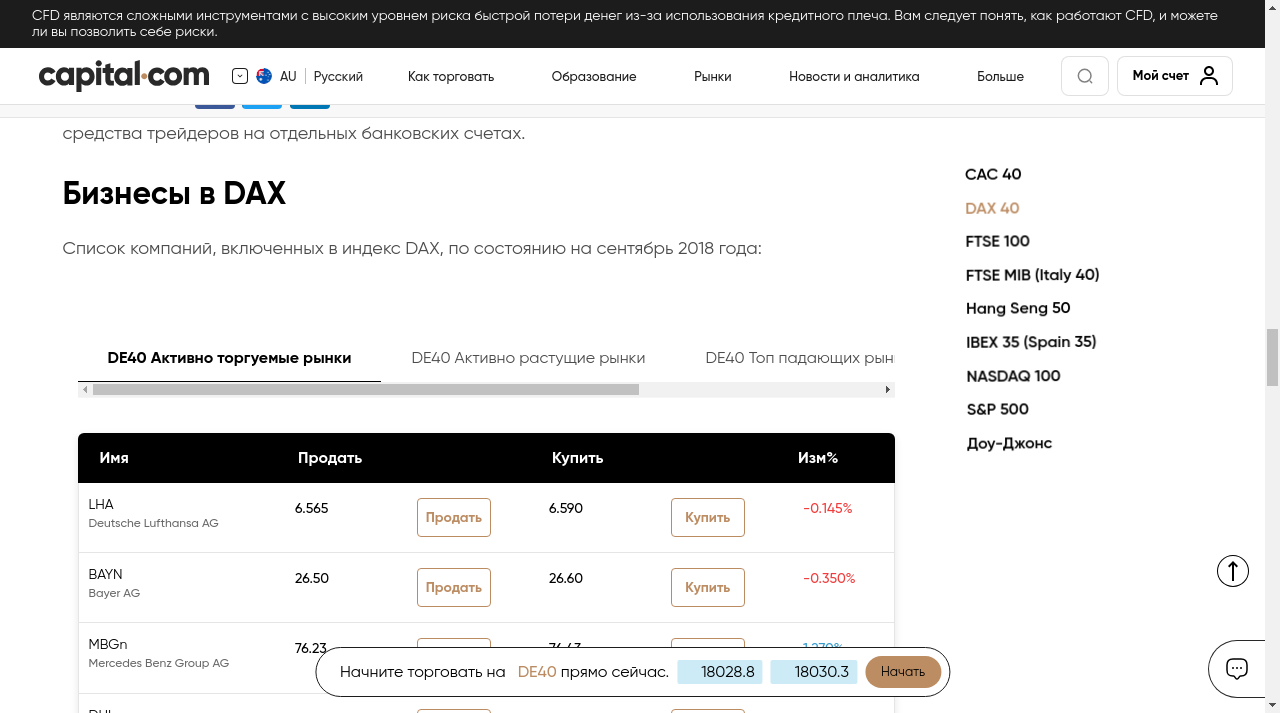 CFD являются сложными инструментами с высоким уровнем риска быстрой потери денег из-за использования кредитного плеча. Вам следует понять, как работают CFD, и можете
ли вы позволить себе риски.
capital.com
AU
Русский
Как торговать
Образование
Рынки
Новости и аналитика
Больше
Мой счет
средства трейдеров на отдельных банковских счетах.
Бизнесы в DAX
Список компаний, включенных в индекс DAX, по состоянию на сентябрь 2018 года:
CAC 40
DAX 40
FTSE 100
FTSE MIB (Italy 40)
Hang Seng 50
IBEX 35 (Spain 35)
NASDAQ 100
S&P 500
Доу-Джонс
DE40 Активно торгуемые рынки
DE40 Активно растущие рынки
DE40 Топ падающих
Имя Продать Купить Изм%
LHA 6.565 Продать 6.590 Купить -0.145%
Deutsche Lufthansa AG
BAYN 26.50 Продать 26.60 Купить -0.350%
Bayer AG
MBGn 76.23
Mercedes Benz Group AG
Начните торговать на DE40 прямо сейчас. 18028.8 18030.3 Начать